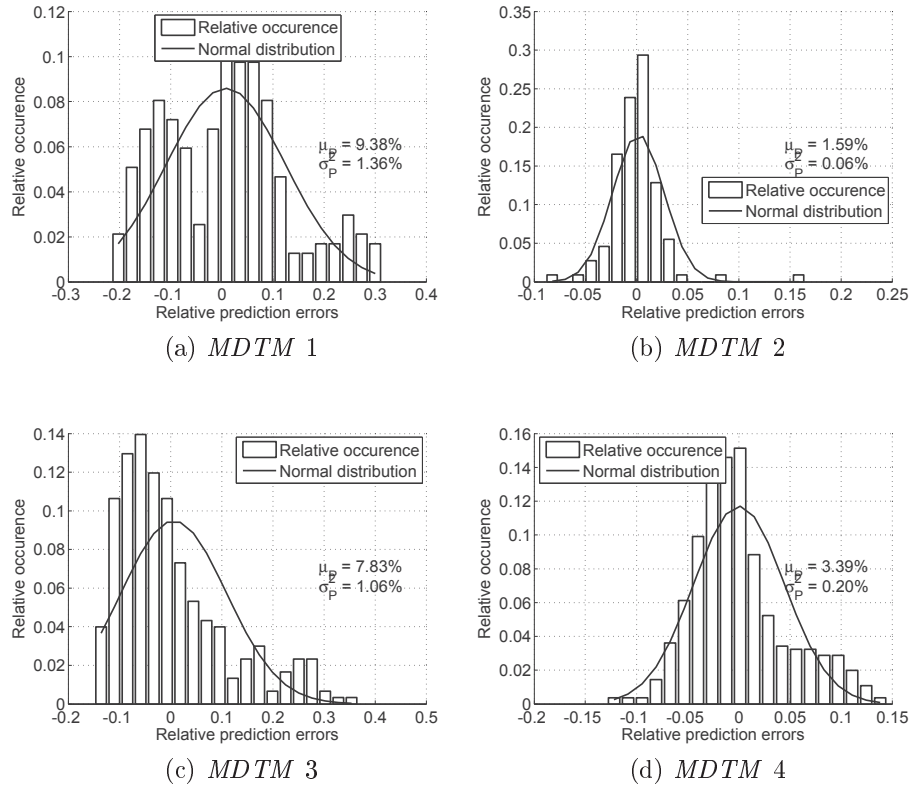 0.12
0.1
0.08
0.06
0.04
0.02
0
-0.3 -0.2 -0.1 0 0.1 0.2 0.3 0.4
Relative occurence
Relative prediction errors
Relative occurence
Normal distribution
μP = 9.38%
σ2P = 1.36%
(a) MDTM 1
0.35
0.3
0.25
0.2
0.15
0.1
0.05
0
-0.1 -0.05 0 0.05 0.1 0.15 0.2 0.25
Relative occurence
Relative prediction errors
μP = 1.59%
σ2P = 0.06%
Relative occurence
Normal distribution
(b) MDTM 2
0.14
0.12
0.1
0.08
0.06
0.04
0.02
0
-0.2 -0.1 0 0.1 0.2 0.3 0.4 0.5
Relative occurence
Relative prediction errors
Relative occurence
Normal distribution
μP = 7.83%
σ2P = 1.06%
(c) MDTM 3
0.16
0.14
0.12
0.1
0.08
0.06
0.04
0.02
0
-0.2 -0.15 -0.1 -0.05 0 0.05 0.1 0.15
Relative occurence
Relative prediction errors
Relative occurence
Normal distribution
μP = 3.39%
σ2P = 0.20%
(d) MDTM 4